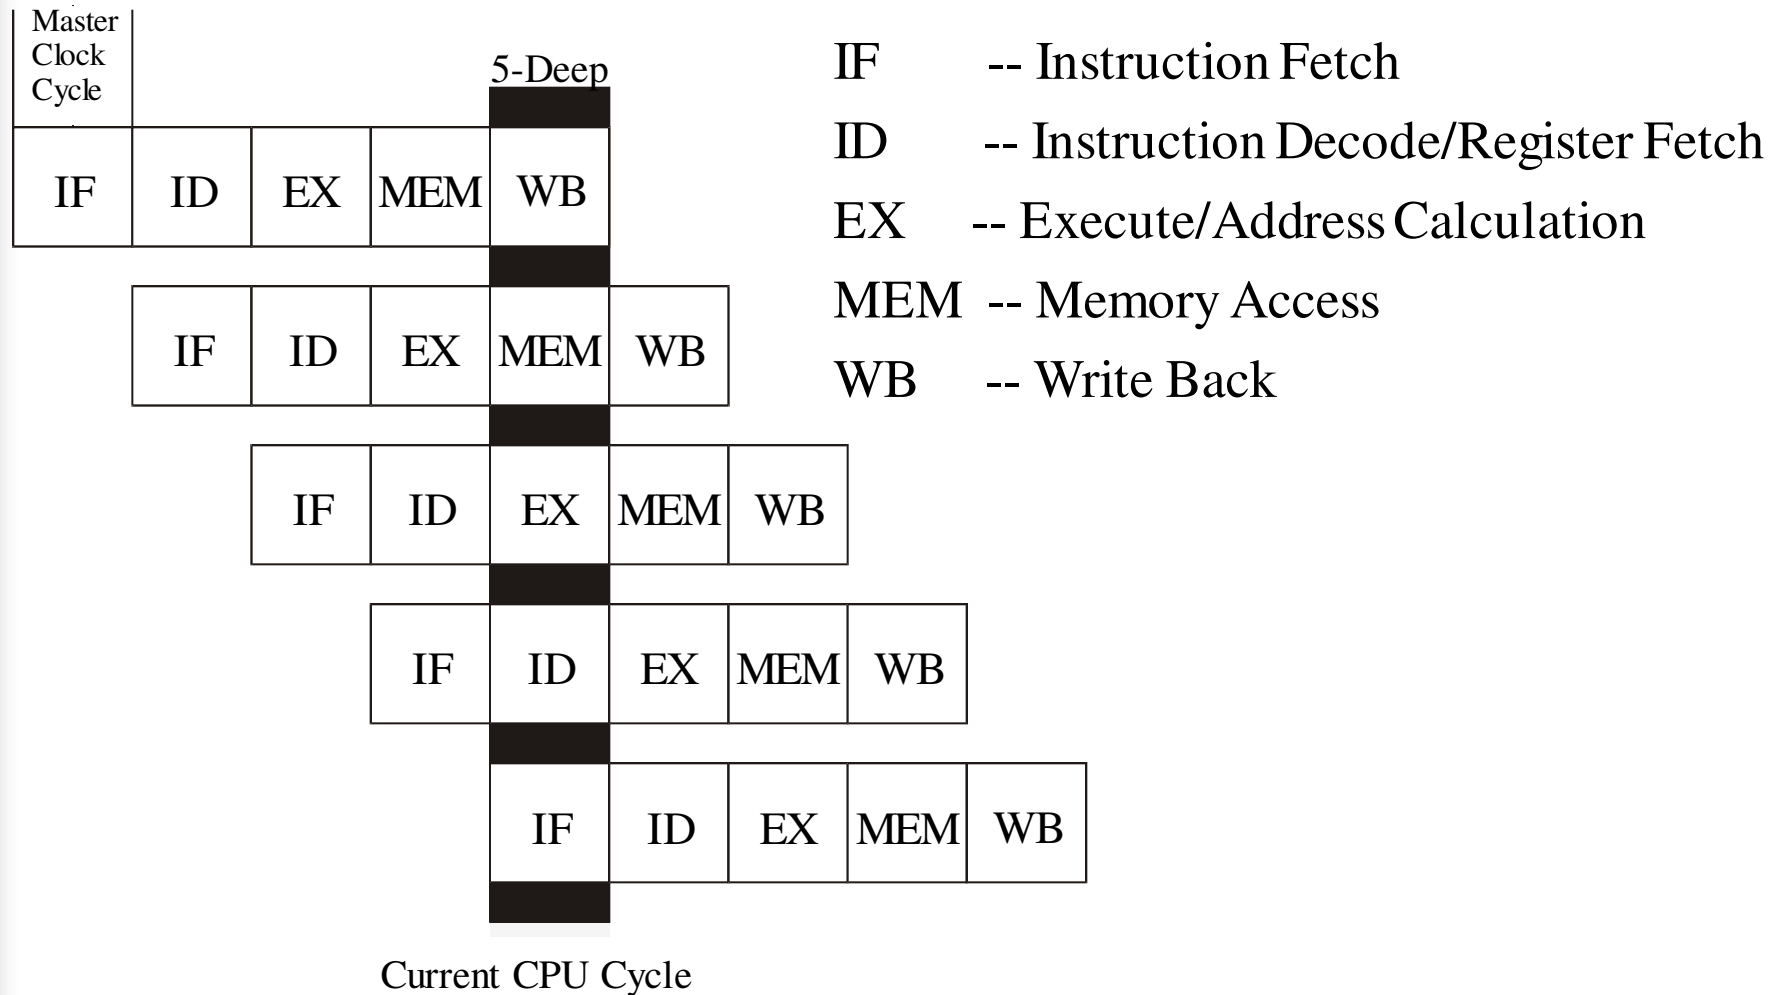 Master
Clock
Cycle
5-Deep
IF ID EX MEM WB
IF ID EX MEM WB
IF ID EX MEM WB
IF ID EX MEM WB
IF ID EX MEM WB
Current CPU Cycle
IF -- Instruction Fetch
ID -- Instruction Decode/Register Fetch
EX -- Execute/Address Calculation
MEM -- Memory Access
WB -- Write Back